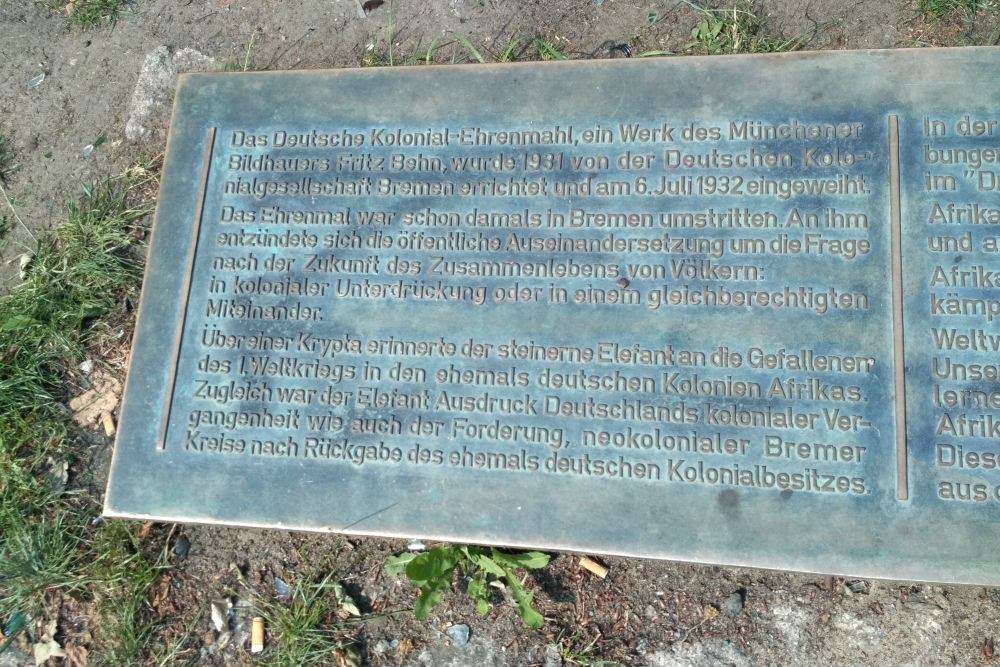 Das Deutsche Kolonial-Ehrenmahl, ein Werk des Münchener
Bildhauers Fritz Behn, wurde 1931 von der Deutschen Kolo-
nialgesellschaft Bremen errichtet und am 6. Juli 1932 eingeweiht.
Das Ehrenmal war schon damals in Bremen umstritten. An ihm
entzündete sich die öffentliche Auseinandersetzung um die Frage
nach der Zukunft des Zusammenlebens von Völkern:
in kolonialer Unterdrückung oder in einem gleichberechtigten
Miteinander.
Über einer Krypta erinnerte der steinerne Elefant an die Gefallenen
des 1. Weltkriegs in den ehemals deutschen Kolonien Afrikas.
Zugleich war der Elefant Ausdruck Deutschlands kolonialer Ver-
gangenheit wie auch der Forderung, neokolonialer Bremer
Kreise nach Rückgabe des ehemals deutschen Kolonialbesitzes.
In der
bungen
im "D
Afrika
und a
Afrika
kämp
Weltw
Unse
lerne
Afrik
Dies
aus